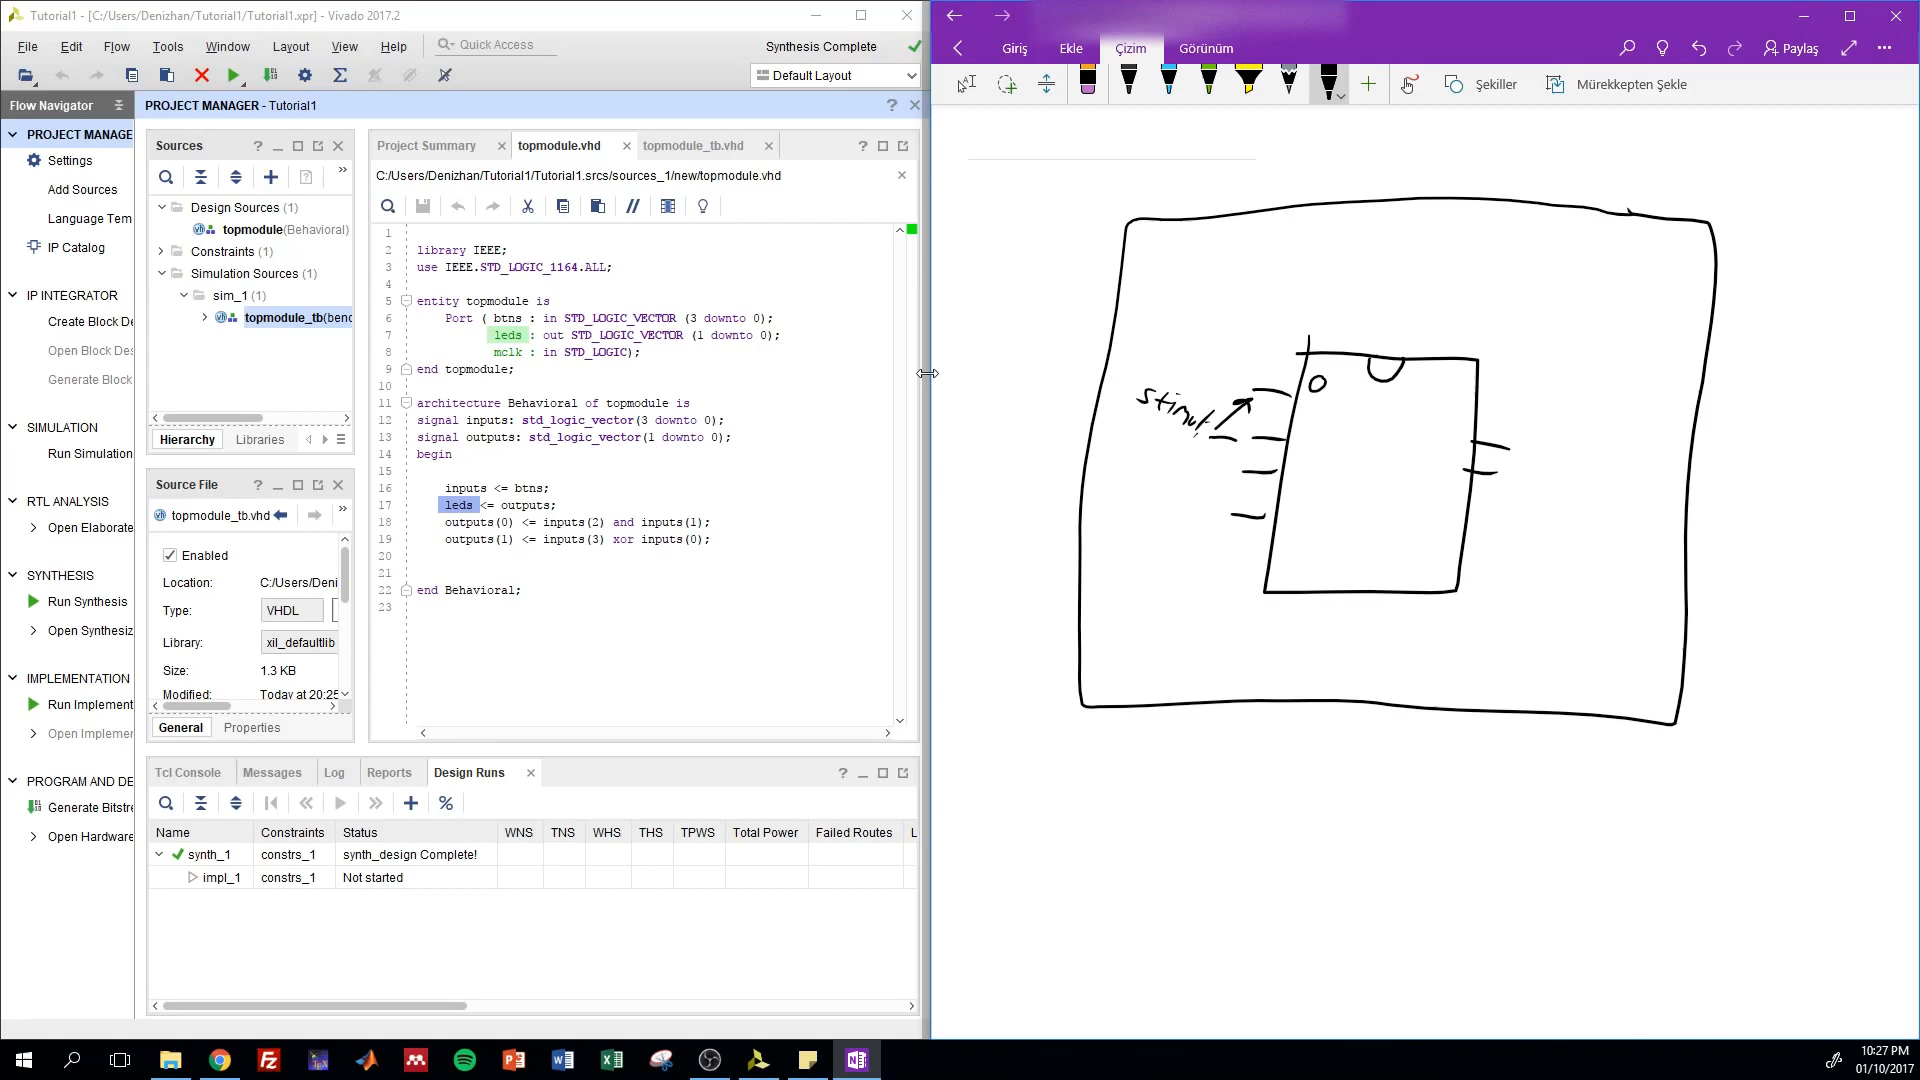 Tutorial1 - [C:/Users/Denizhan/Tutorial1/Tutorial1.xpr] - Vivado 2017.2
File Edit Flow Tools Window Layout View Help Quick Access Synthesis Complete
Default Layout
Flow Navigator
PROJECT MANAGE
Settings
Add Sources
Language Tem
IP Catalog
IP INTEGRATOR
Create Block De
Open Block Des
Generate Block
SIMULATION
Run Simulation
RTL ANALYSIS
Open Elaborate
SYNTHESIS
Run Synthesis
Open Synthesiz
IMPLEMENTATION
Run Implement
Open Implemen
PROGRAM AND DE
Generate Bitstre
Open Hardware
PROJECT MANAGER - Tutorial1
Sources
Design Sources (1)
topmodule(Behavioral)
Constraints (1)
Simulation Sources (1)
sim_1 (1)
topmodule_tb(benc
Hierarchy Libraries
Source File
topmodule_tb.vhd
Enabled
Location: C:/Users/Deni
Type: VHDL
Library: xil_defaultlib
Size: 1.3 KB
Modified: Today at 20:25
General Properties
Project Summary topmodule.vhd topmodule_tb.vhd
C:/Users/Denizhan/Tutorial1/Tutorial1.srcs/sources_1/new/topmodule.vhd
1
2 library IEEE;
3 use IEEE.STD_LOGIC_1164.ALL;
4
5 entity topmodule is
6 Port ( btns : in STD_LOGIC_VECTOR (3 downto 0);
7 leds : out STD_LOGIC_VECTOR (1 downto 0);
8 mclk : in STD_LOGIC);
9 end topmodule;
10
11 architecture Behavioral of topmodule is
12 signal inputs: std_logic_vector(3 downto 0);
13 signal outputs: std_logic_vector(1 downto 0);
14 begin
15
16 inputs <= btns;
17 leds <= outputs;
18 outputs(0) <= inputs(2) and inputs(1);
19 outputs(1) <= inputs(3) xor inputs(0);
20
21
22 end Behavioral;
23
Tcl Console Messages Log Reports Design Runs
Name Constraints Status WNS TNS WHS THS TPWS Total Power Failed Routes L
synth_1 constrs_1 synth_design Complete!
impl_1 constrs_1 Not started
Giriş Ekle Çizim Görünüm Paylaş
Şekiller Mürekkepten Şekle
10:27 PM
01/10/2017